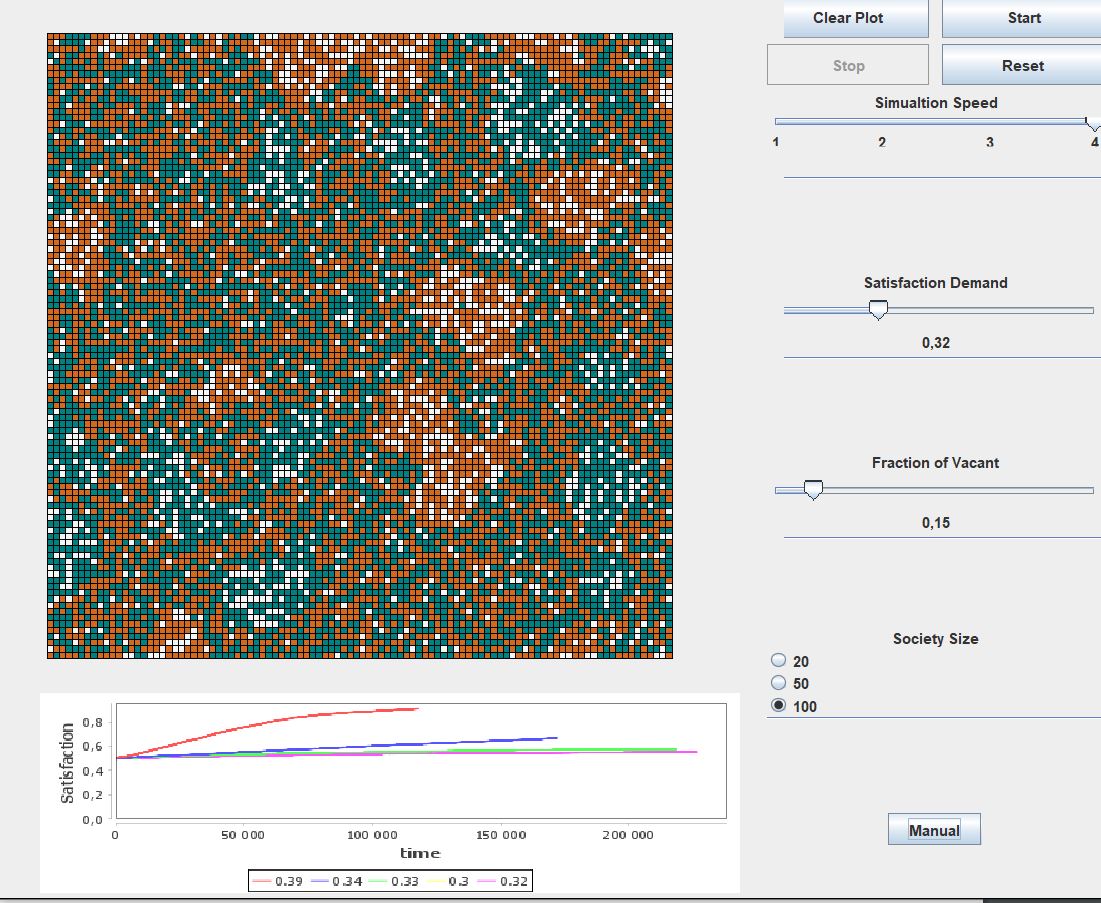 Clear Plot
Start
Stop
Reset
Simualtion Speed
1 2 3 4
Satisfaction Demand
0,32
Fraction of Vacant
0,15
Society Size
20
50
100
Manual
Satisfaction
0,8
0,6
0,4
0,2
0,0
0 50 000 100 000 150 000 200 000
time
0.39 0.34 0.33 0.3 0.32